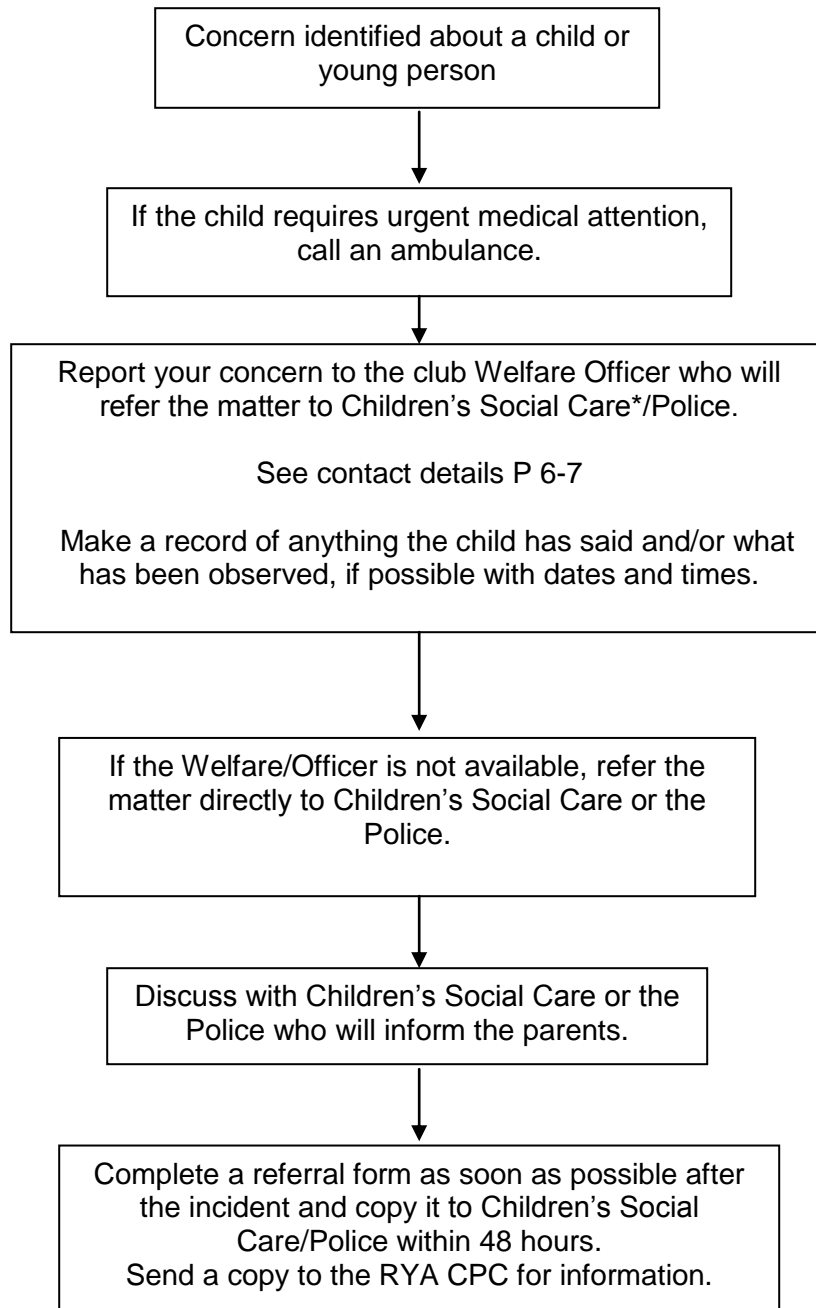 Concern identified about a child or
young person
If the child requires urgent medical attention,
call an ambulance.
Report your concern to the club Welfare Officer who will
refer the matter to Children’s Social Care*/Police.
See contact details P 6-7
Make a record of anything the child has said and/or what
has been observed, if possible with dates and times.
If the Welfare/Officer is not available, refer the
matter directly to Children’s Social Care or the
Police.
Discuss with Children’s Social Care or the
Police who will inform the parents.
Complete a referral form as soon as possible after
the incident and copy it to Children’s Social
Care/Police within 48 hours.
Send a copy to the RYA CPC for information.